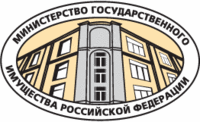 МИНИСТЕРСТВО ГОСУДАРСТВЕННОГО
ИМУЩЕСТВА РОССИЙСКОЙ ФЕДЕРАЦИИ